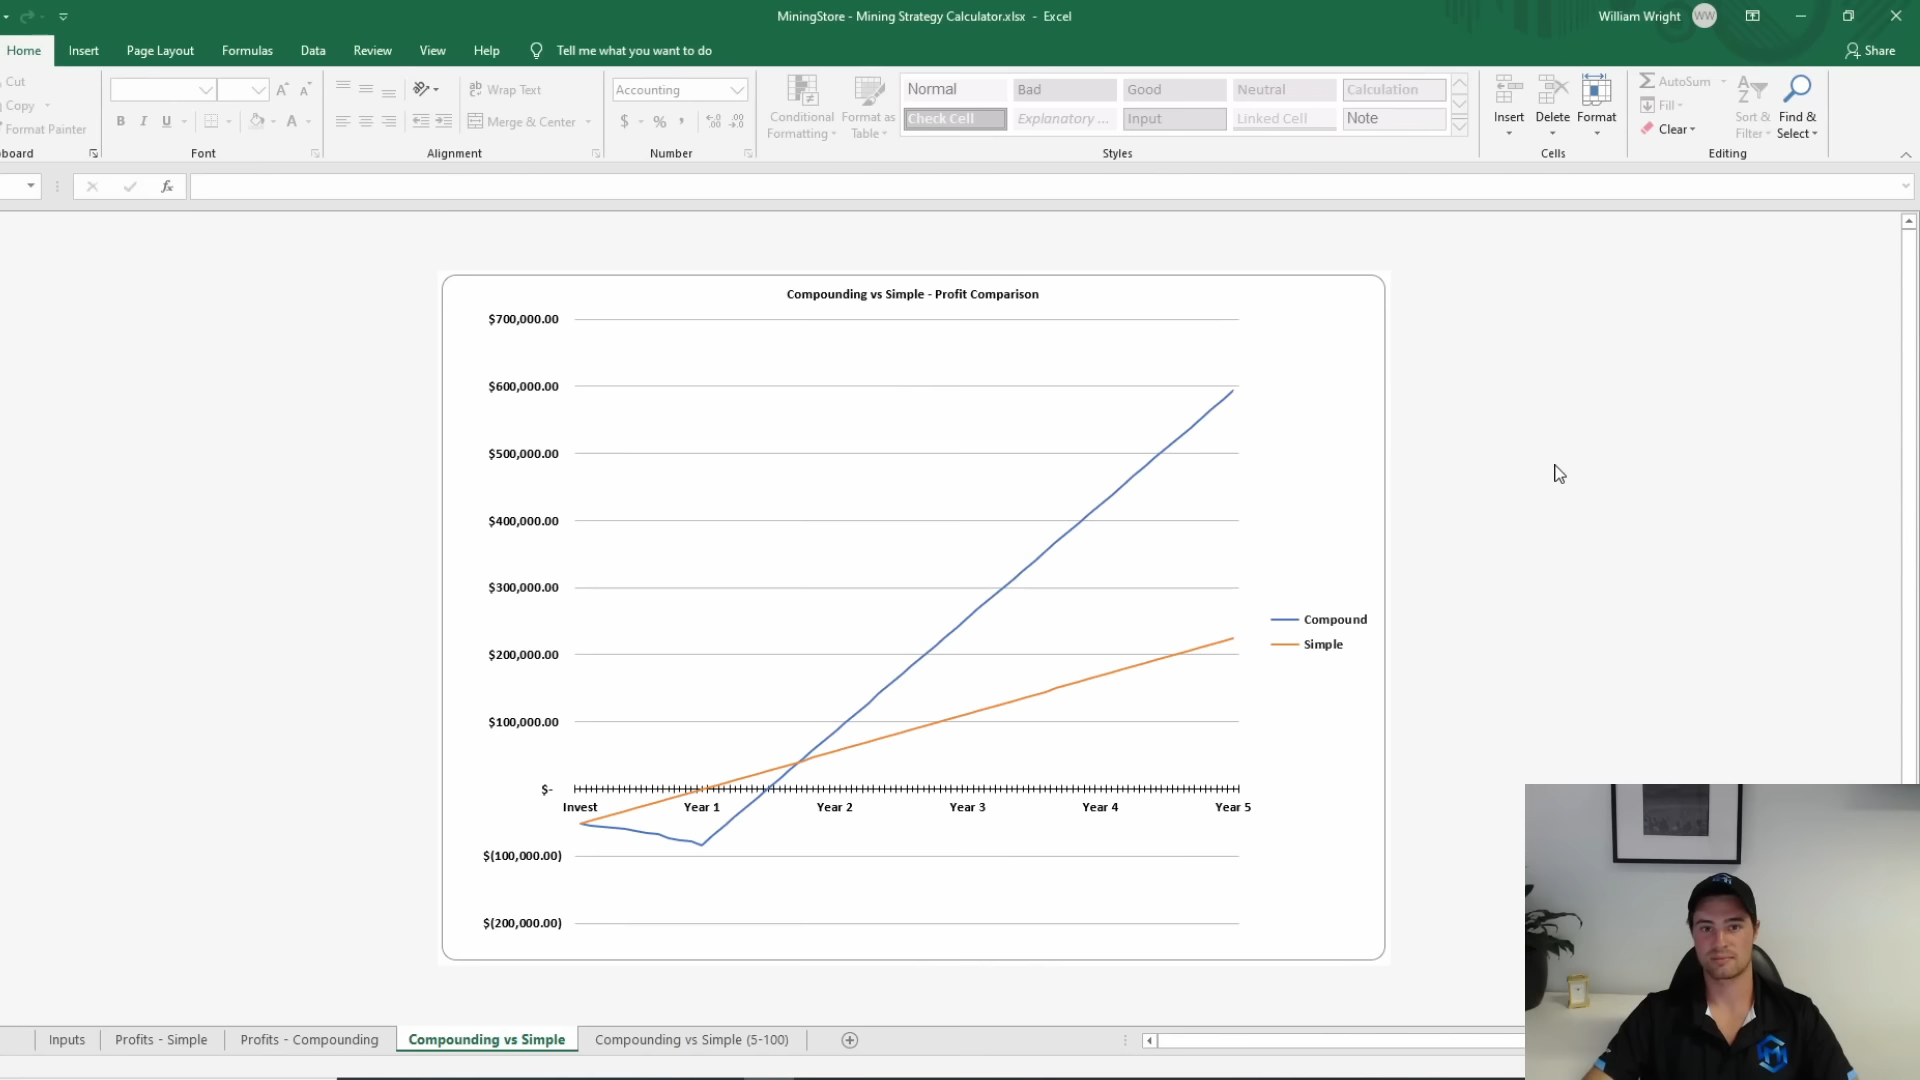 MiningStore - Mining Strategy Calculator.xlsx - Excel
William Wright WW
Home Insert Page Layout Formulas Data Review View Help Tell me what you want to do Share
Cut
Copy
Format Painter
board
B I U A
Font
ab Wrap Text
Merge & Center
Alignment
Accounting
$ % , .00
Number
Conditional Formatting
Format as Table
Normal Bad Good Neutral Calculation
Check Cell Explanatory ... Input Linked Cell Note
Styles
Insert Delete Format
Cells
AutoSum
Fill
Clear
Sort & Filter
Find & Select
Editing
fx
Compounding vs Simple - Profit Comparison
$700,000.00
$600,000.00
$500,000.00
$400,000.00
$300,000.00
$200,000.00
$100,000.00
$-
Invest Year 1 Year 2 Year 3 Year 4 Year 5
$(100,000.00)
$(200,000.00)
Compound
Simple
Inputs Profits - Simple Profits - Compounding Compounding vs Simple Compounding vs Simple (5-100)